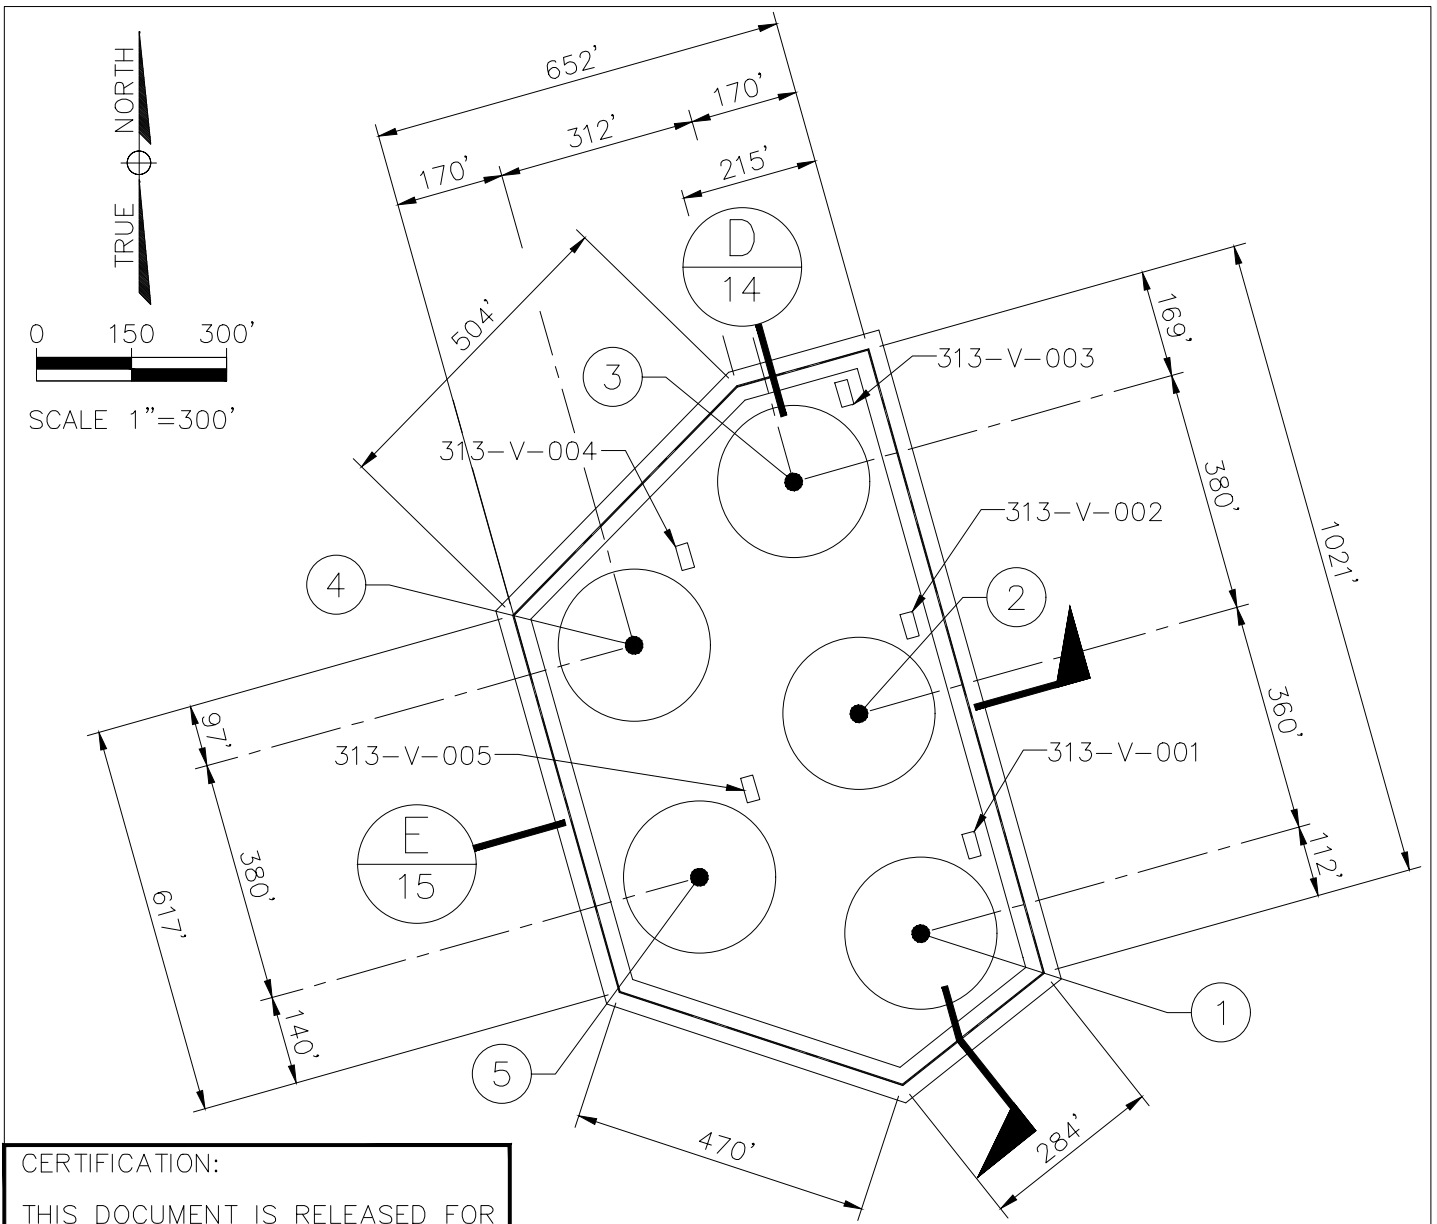 TRUE NORTH
0 150 300'
SCALE 1"=300'
652'
170' 312' 170'
215'
504'
D
14
3
313-V-003
313-V-004
313-V-002
4
2
169'
380'
1021'
360'
112'
97'
380'
617'
140'
313-V-005
313-V-001
E
15
1
5
470'
284'
CERTIFICATION:
THIS DOCUMENT IS RELEASED FOR